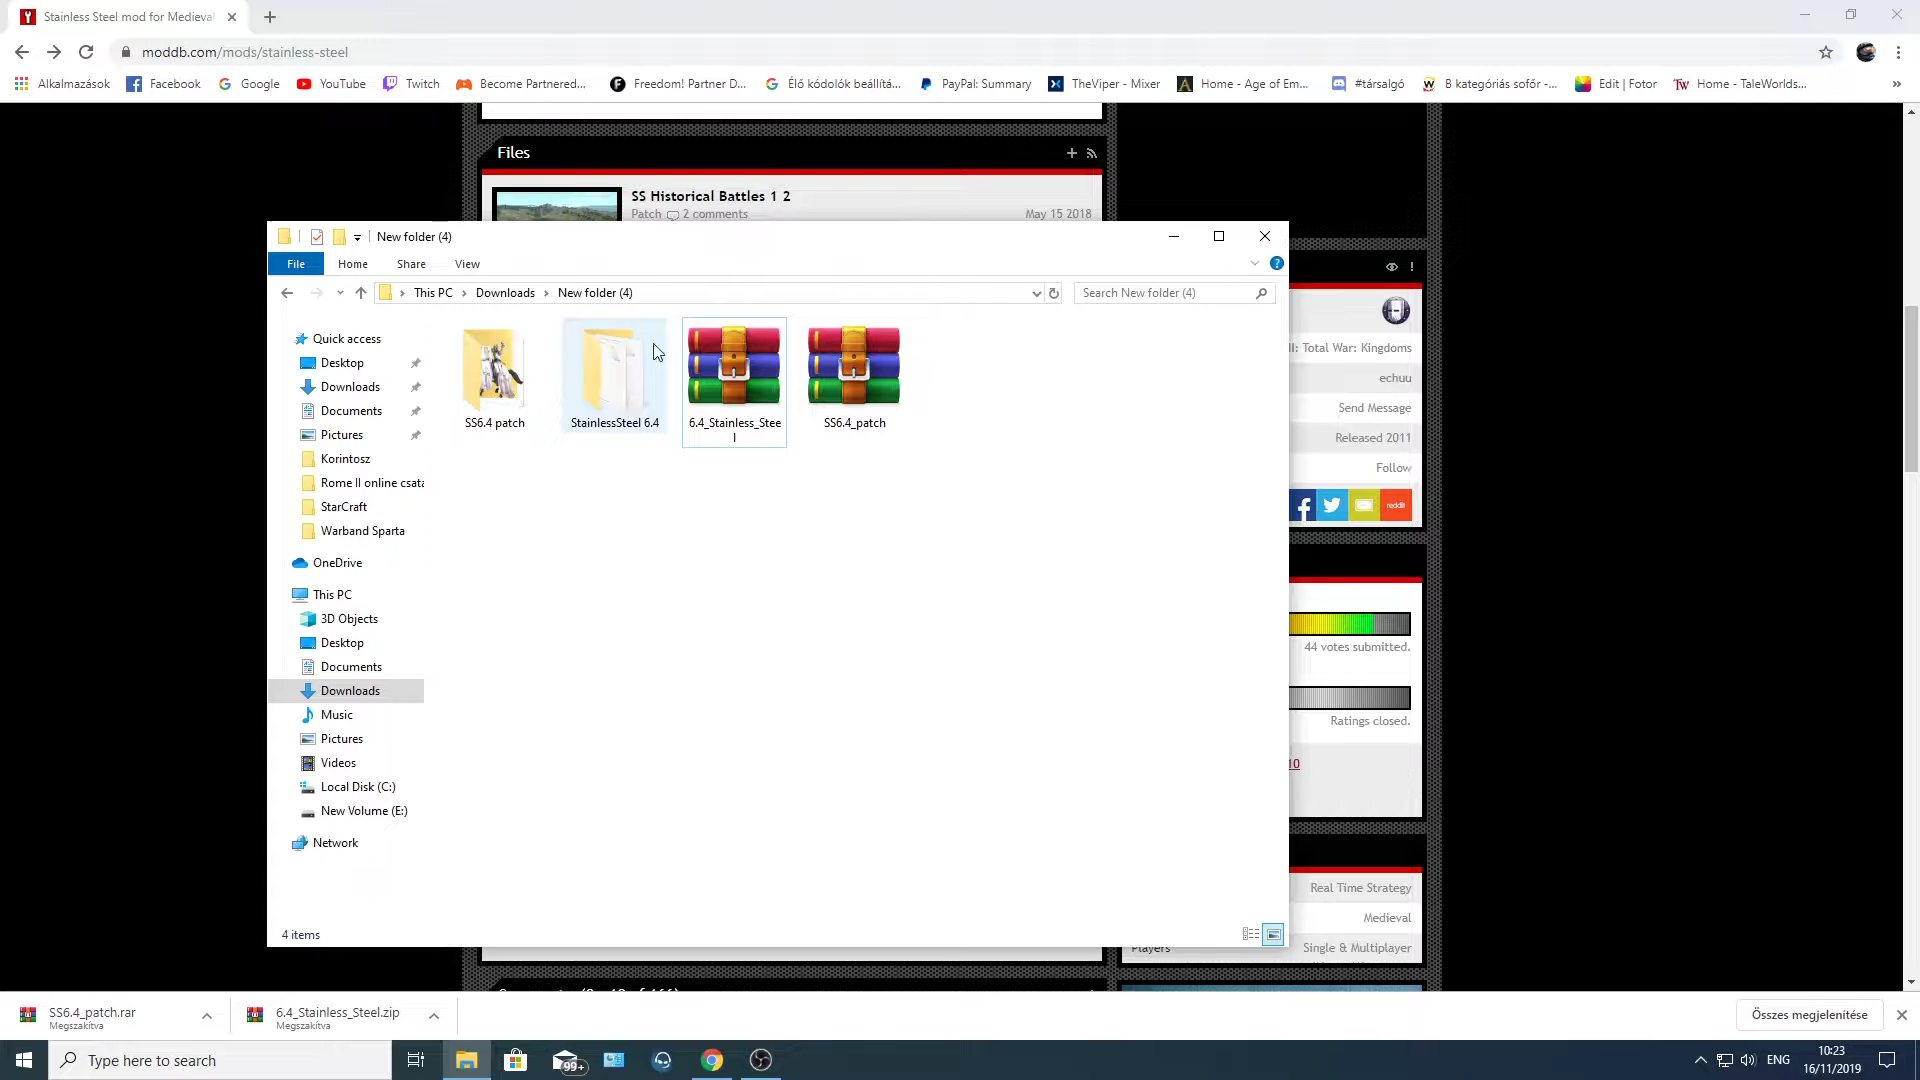 Stainless Steel mod for Medieval
moddb.com/mods/stainless-steel
Alkalmazások
Facebook
Google
YouTube
Twitch
Become Partnered...
Freedom! Partner D...
Élő kódolók beállítá...
PayPal: Summary
TheViper - Mixer
Home - Age of Em...
#társalgó
B kategóriás sofőr -...
Edit | Fotor
Home - TaleWorlds...
Files
SS Historical Battles 1 2
Patch 2 comments May 15 2018
New folder (4)
File Home Share View
This PC > Downloads > New folder (4)
Search New folder (4)
Quick access
Desktop
Downloads
Documents
Pictures
Korintosz
Rome II online csata
StarCraft
Warband Sparta
OneDrive
This PC
3D Objects
Desktop
Documents
Downloads
Music
Pictures
Videos
Local Disk (C:)
New Volume (E:)
Network
SS6.4 patch
StainlessSteel 6.4
6.4_Stainless_Stee
l
SS6.4_patch
4 items
II: Total War: Kingdoms
echuu
Send Message
Released 2011
Follow
reddit
44 votes submitted.
Ratings closed.
10
Real Time Strategy
Medieval
Players Single & Multiplayer
SS6.4_patch.rar
Megszakítva
6.4_Stainless_Steel.zip
Megszakítva
Összes megjelenítése
Type here to search
99+
ENG
10:23
16/11/2019